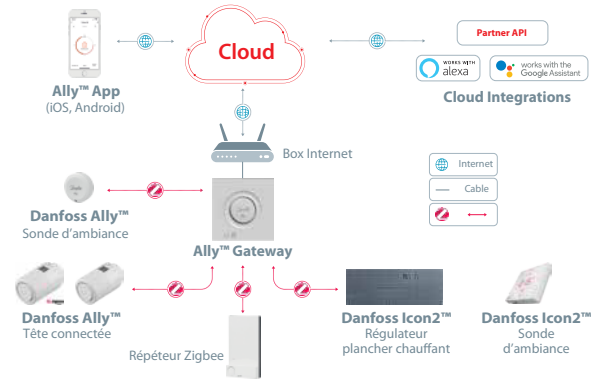 Cloud
Partner API
WORKS WITH
alexa
works with the
Google Assistant
Cloud Integrations
Ally™ App
(iOS, Android)
Box Internet
Internet
Cable
Danfoss Ally™
Sonde d’ambiance
Ally™ Gateway
Danfoss Ally™
Tête connectée
Répéteur Zigbee
Danfoss Icon2™
Régulateur
plancher chauffant
Danfoss Icon2™
Sonde
d’ambiance